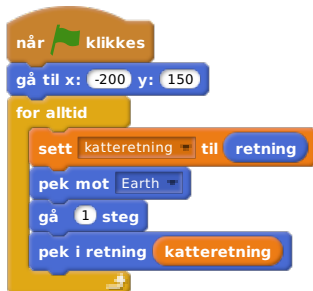 når klikkes
gå til x: -200 y: 150
for alltid
sett katteretning til retning
pek mot Earth
gå 1 steg
pek i retning katteretning